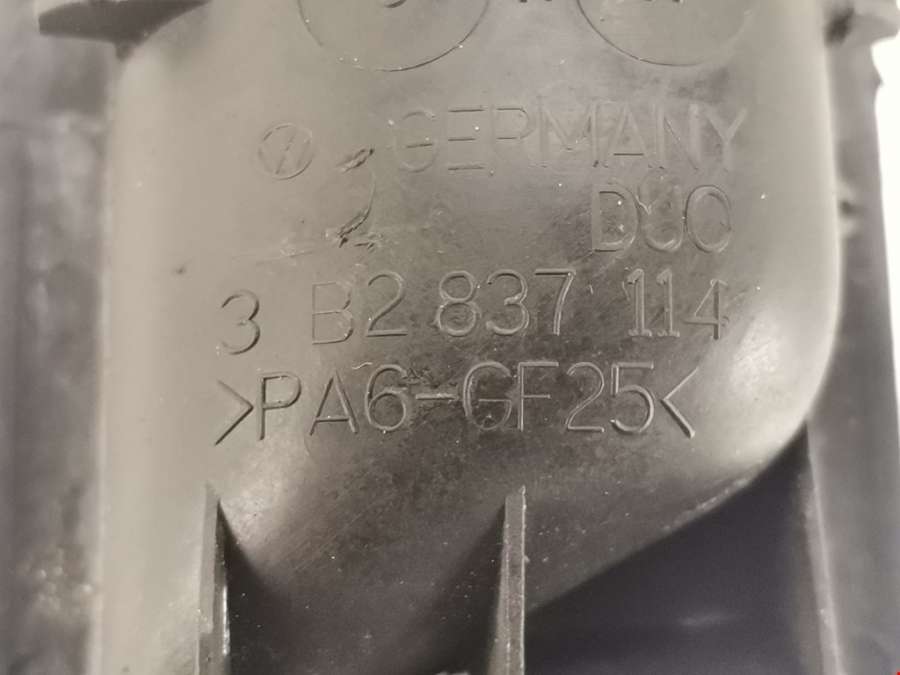 GERMANY
DUO
3 B2 837 114
>PA6-GF25<